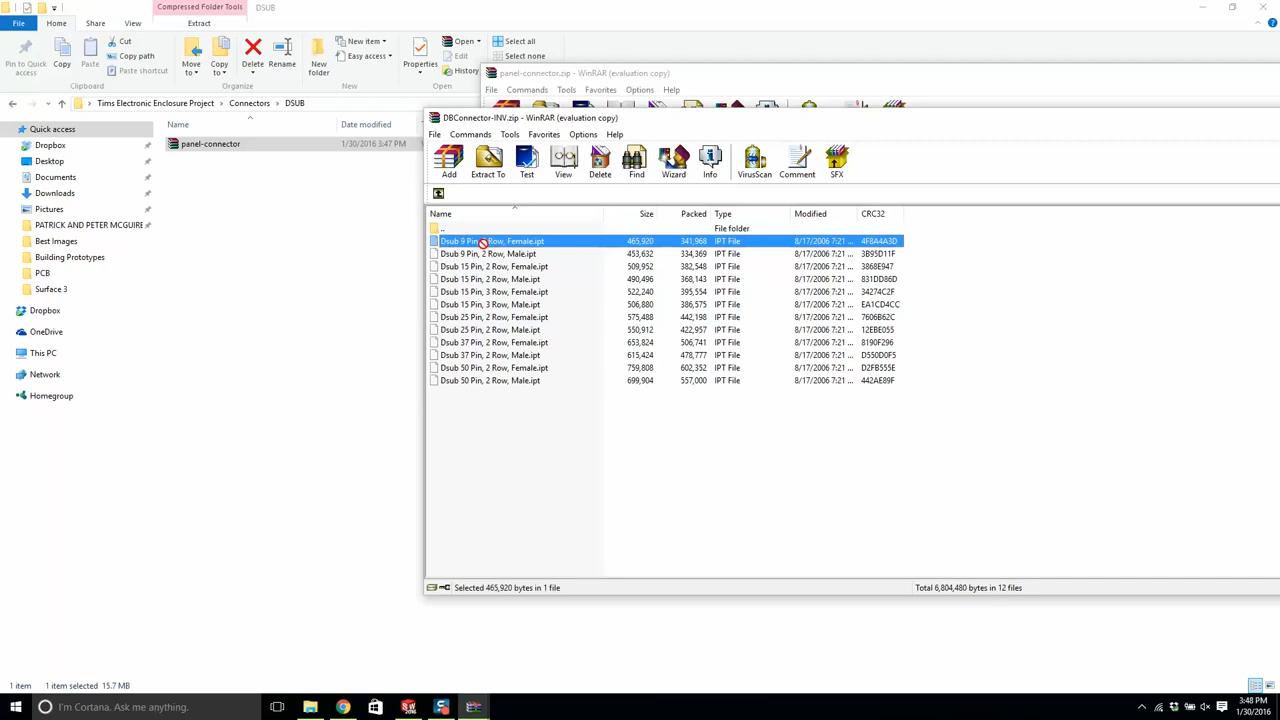 Compressed Folder Tools
DSUB
File
Home
Share
View
Extract
Pin to Quick access
Copy
Paste
Cut
Copy path
Paste shortcut
Clipboard
Move to
Copy to
Delete
Rename
Organize
New folder
New item
Easy access
New
Properties
Open
Edit
History
Open
Select all
Select none
Tims Electronic Enclosure Project
Connectors
DSUB
Name
Date modified
panel-connector
1/30/2016 3:47 PM
Quick access
Dropbox
Desktop
Documents
Downloads
Pictures
PATRICK AND PETER MCGUIRE
Best Images
Building Prototypes
PCB
Surface 3
Dropbox
OneDrive
This PC
Network
Homegroup
panel-connector.zip - WinRAR (evaluation copy)
File Commands Tools Favorites Options Help
DBConnector-INV.zip - WinRAR (evaluation copy)
File Commands Tools Favorites Options Help
Add Extract To Test View Delete Find Wizard Info VirusScan Comment SFX
Name Size Packed Type Modified CRC32
.. File folder
Dsub 9 Pin, Row, Female.ipt 465,920 341,968 IPT File 8/17/2006 7:21 ... 4F8A4A3D
Dsub 9 Pin, 2 Row, Male.ipt 453,632 334,369 IPT File 8/17/2006 7:21 ... 3B95D11F
Dsub 15 Pin, 2 Row, Female.ipt 509,952 382,548 IPT File 8/17/2006 7:21 ... 3868E947
Dsub 15 Pin, 2 Row, Male.ipt 490,496 368,143 IPT File 8/17/2006 7:21 ... 831DD86D
Dsub 15 Pin, 3 Row, Female.ipt 522,240 395,554 IPT File 8/17/2006 7:21 ... 34274C2F
Dsub 15 Pin, 3 Row, Male.ipt 506,880 386,575 IPT File 8/17/2006 7:21 ... EA1CD4CC
Dsub 25 Pin, 2 Row, Female.ipt 575,488 442,198 IPT File 8/17/2006 7:21 ... 7606B62C
Dsub 25 Pin, 2 Row, Male.ipt 550,912 422,957 IPT File 8/17/2006 7:21 ... 12EBE055
Dsub 37 Pin, 2 Row, Female.ipt 653,824 506,741 IPT File 8/17/2006 7:21 ... 8190F296
Dsub 37 Pin, 2 Row, Male.ipt 615,424 478,777 IPT File 8/17/2006 7:21 ... D550D0F5
Dsub 50 Pin, 2 Row, Female.ipt 759,808 602,352 IPT File 8/17/2006 7:21 ... D2FB555E
Dsub 50 Pin, 2 Row, Male.ipt 699,904 557,000 IPT File 8/17/2006 7:21 ... 442AE89F
Selected 465,920 bytes in 1 file
Total 6,804,480 bytes in 12 files
1 item 1 item selected 15.7 MB
I'm Cortana. Ask me anything.
SW
2016
3:48 PM
1/30/2016